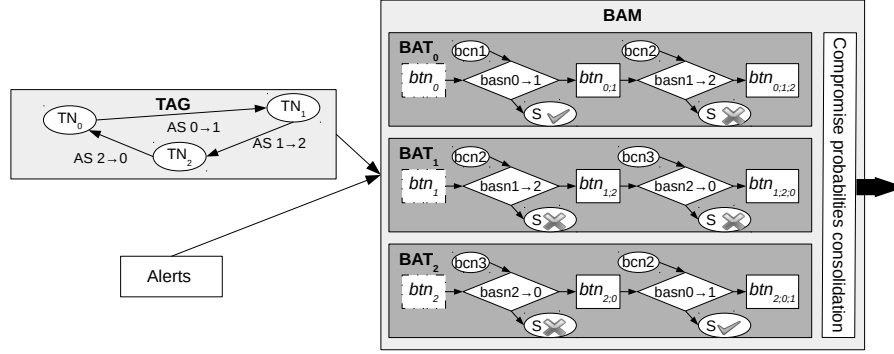 TAG
TN0
TN1
TN2
AS 0→1
AS 1→2
AS 2→0
Alerts
BAM
BAT0
bcn1
bcn2
btn0
basn0→1
btn0;1
basn1→2
btn0;1;2
S
S
BAT1
bcn2
bcn3
btn1
basn1→2
btn1;2
basn2→0
btn1;2;0
S
S
BAT2
bcn3
bcn2
btn2
basn2→0
btn2;0
basn0→1
btn2;0;1
S
S
Compromise probabilties consolidation